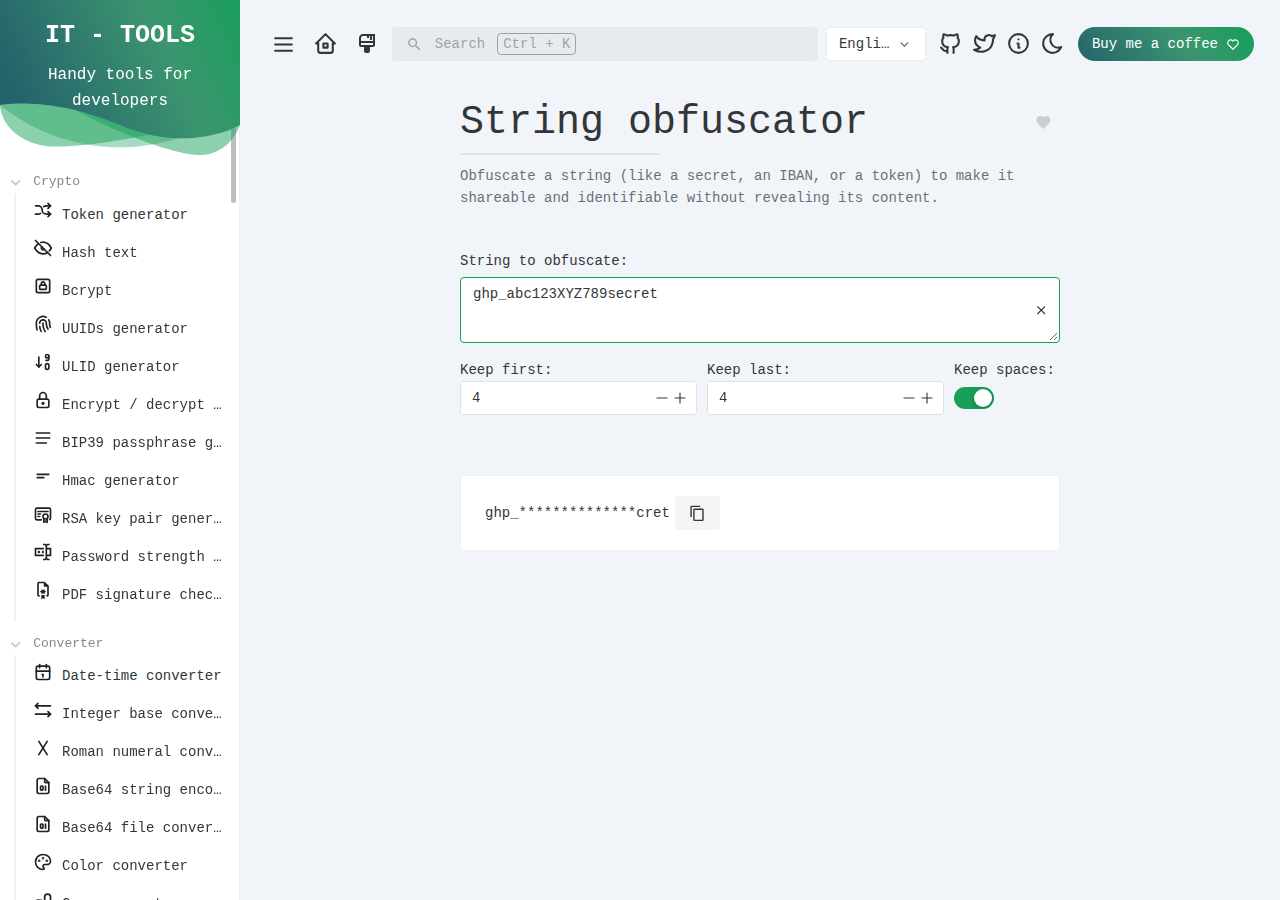 IT - TOOLS
Handy tools for
developers
Crypto
Token generator
Hash text
Bcrypt
UUIDs generator
ULID generator
Encrypt / decrypt …
BIP39 passphrase g…
Hmac generator
RSA key pair gener…
Password strength …
PDF signature chec…
Converter
Date-time converter
Integer base conve…
Roman numeral conv…
Base64 string enco…
Base64 file conver…
Color converter
Search Ctrl + K
Engli…
Buy me a coffee
String obfuscator
Obfuscate a string (like a secret, an IBAN, or a token) to make it
shareable and identifiable without revealing its content.
String to obfuscate:
ghp_abc123XYZ789secret
Keep first: Keep last: Keep spaces:
4 4
ghp_**************cret